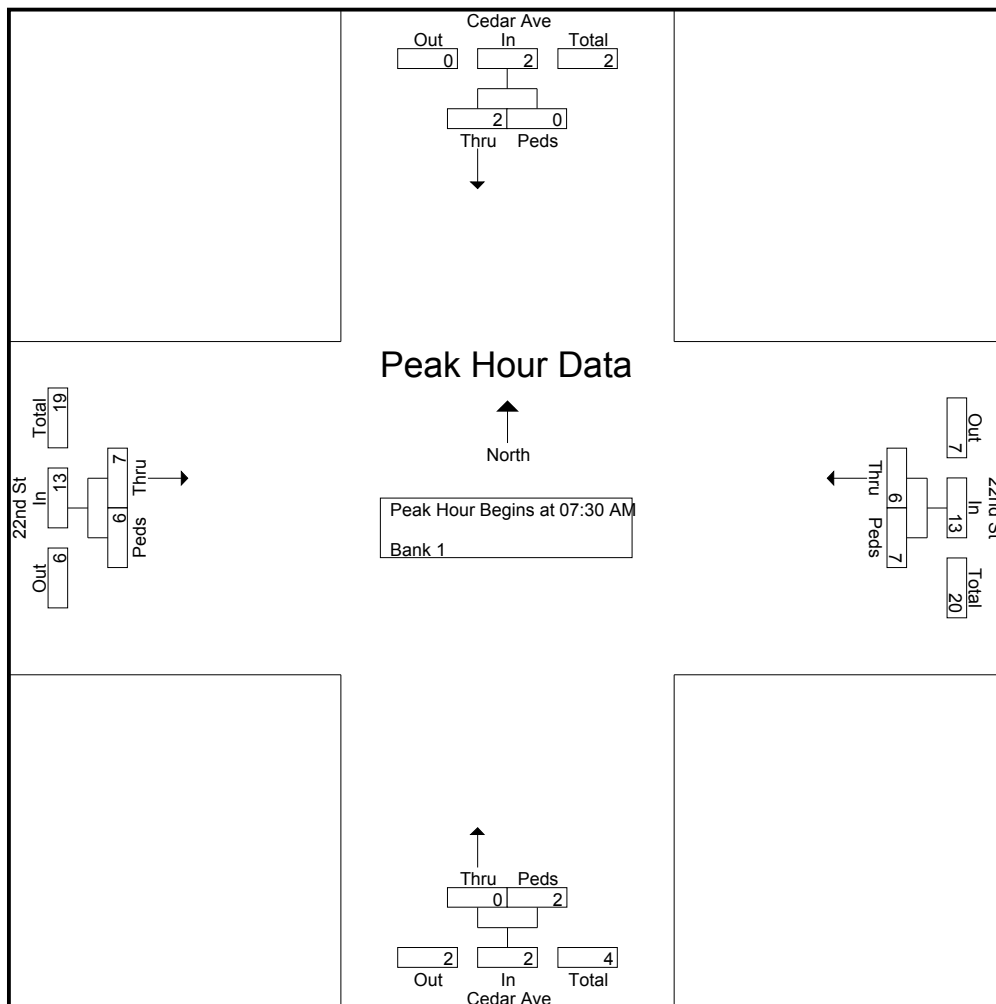 Cedar Ave
Out In Total
0 2 2
2 0
Thru Peds
Peak Hour Data
North
Peak Hour Begins at 07:30 AM
Bank 1
22nd St
Out In Total
6 13 19
Peds Thru
6 7
22nd St
Out In Total
7 13 20
Thru Peds
6 7
Thru Peds
0 2
2 2 4
Out In Total
Cedar Ave